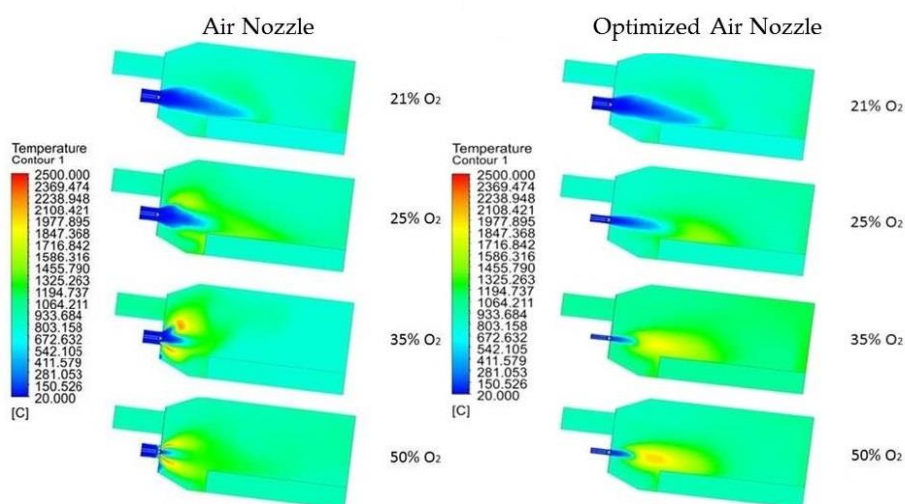 Air Nozzle
21% O₂
Temperature
Contour 1
2500.000
2369.474
2238.948
2108.421
1977.895
1847.368
1716.842
1586.316
1455.790
1325.263
1194.737
1064.211
933.684
803.158
672.632
542.105
411.579
281.053
150.526
20.000
[C]
25% O₂
35% O₂
50% O₂
Optimized Air Nozzle
21% O₂
Temperature
Contour 1
2500.000
2369.474
2238.948
2108.421
1977.895
1847.368
1716.842
1586.316
1455.790
1325.263
1194.737
1064.211
933.684
803.158
672.632
542.105
411.579
281.053
150.526
20.000
[C]
25% O₂
35% O₂
50% O₂